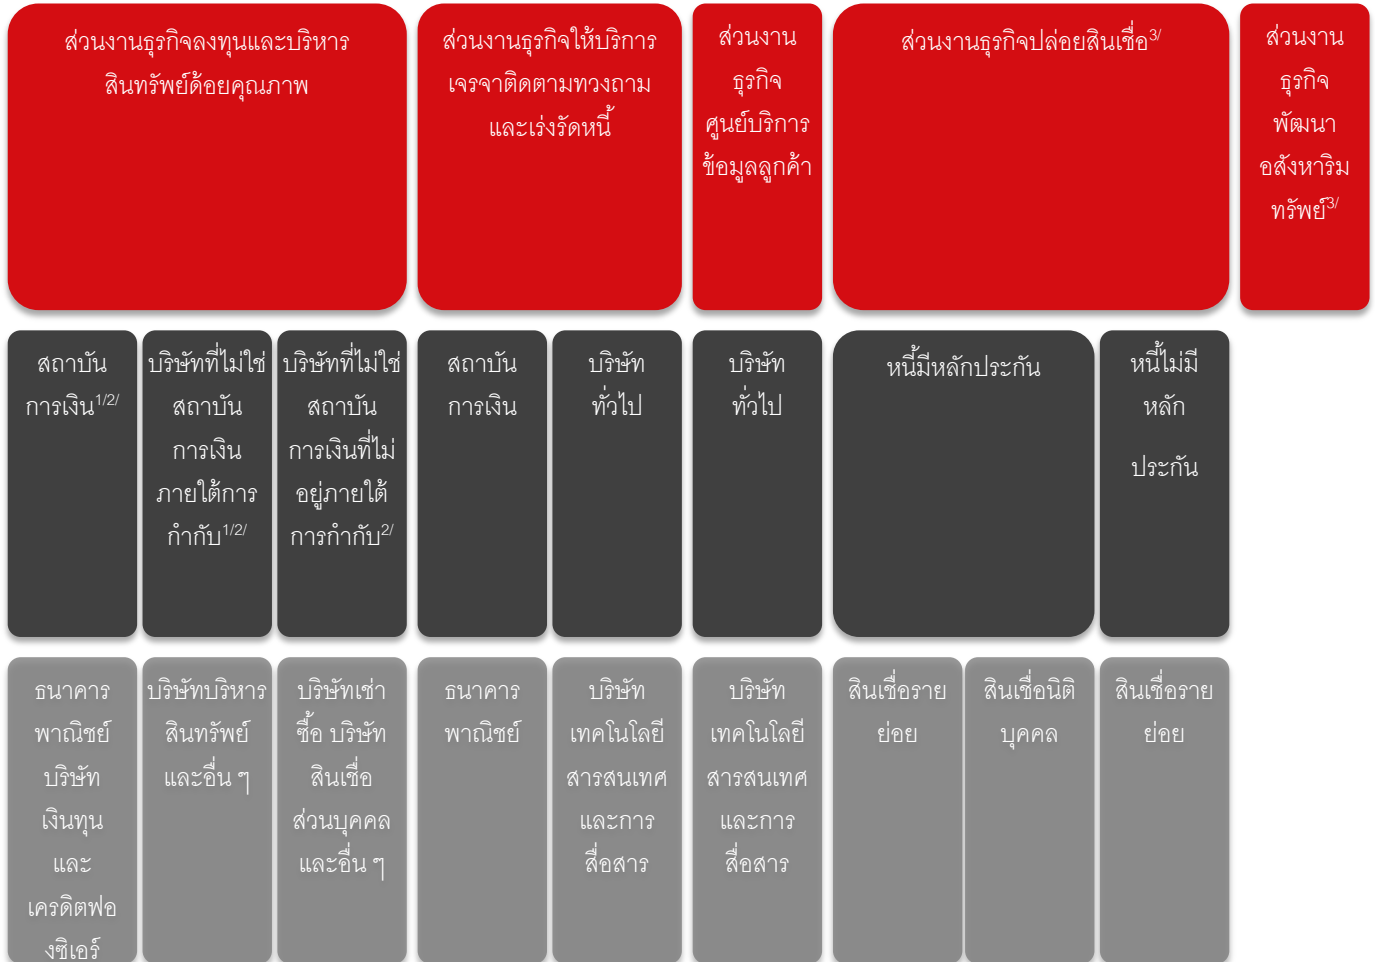 ส่วนงานธุรกิจลงทุนและบริหาร
สินทรัพย์ด้อยคุณภาพ
ส่วนงานธุรกิจให้บริการ
เจรจาติดตามทวงถาม
และเร่งรัดหนี้
ส่วนงาน
ธุรกิจ
ศูนย์บริการ
ข้อมูลลูกค้า
ส่วนงานธุรกิจปล่อยสินเชื่อ3/
ส่วนงาน
ธุรกิจ
พัฒนา
อสังหาริม
ทรัพย์3/
สถาบัน
การเงิน1/2/
บริษัทที่ไม่ใช่
สถาบัน
การเงิน
ภายใต้การ
กำกับ1/2/
บริษัทที่ไม่ใช่
สถาบัน
การเงินที่ไม่
อยู่ภายใต้
การกำกับ2/
สถาบัน
การเงิน
บริษัท
ทั่วไป
บริษัท
ทั่วไป
หนี้มีหลักประกัน
หนี้ไม่มี
หลัก
ประกัน
ธนาคาร
พาณิชย์
บริษัท
เงินทุน
และ
เครดิตฟอ
งซิเอร์
บริษัทบริหาร
สินทรัพย์
และอื่น ๆ
บริษัทเช่า
ซื้อ บริษัท
สินเชื่อ
ส่วนบุคคล
และอื่น ๆ
ธนาคาร
พาณิชย์
บริษัท
เทคโนโลยี
สารสนเทศ
และการ
สื่อสาร
บริษัท
เทคโนโลยี
สารสนเทศ
และการ
สื่อสาร
สินเชื่อราย
ย่อย
สินเชื่อนิติ
บุคคล
สินเชื่อราย
ย่อย